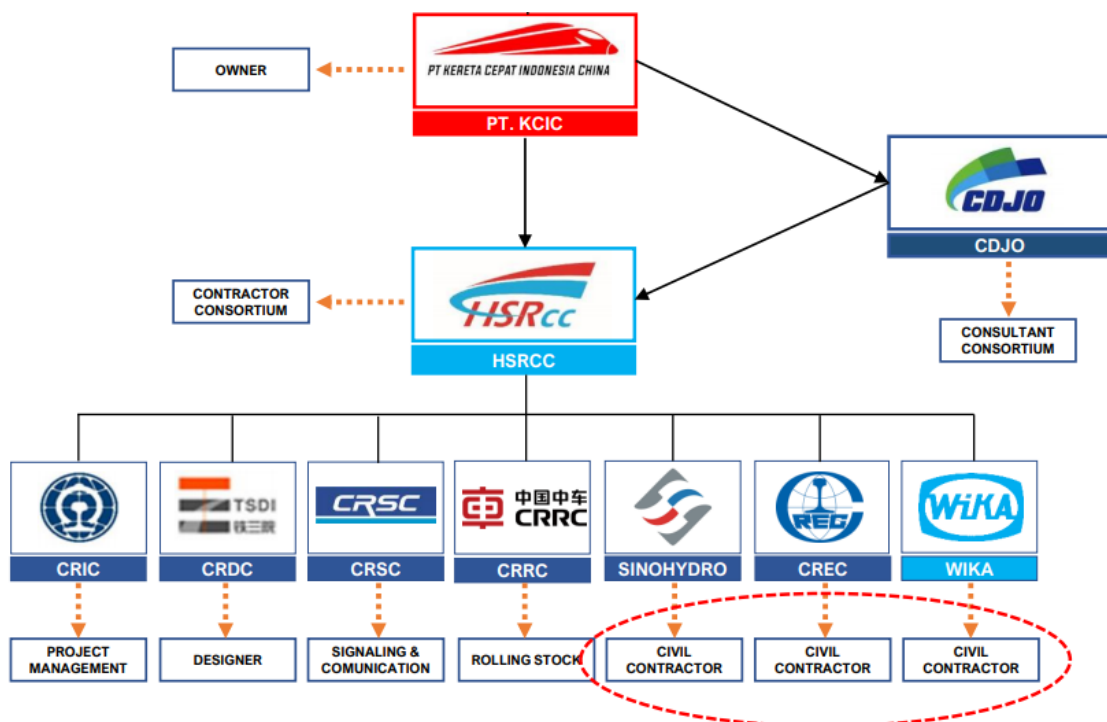 OWNER
PT KERETA CEPAT INDONESIA CHINA
PT. KCIC
CDJO
CDJO
CONTRACTOR
CONSORTIUM
HSRCC
HSRCC
CONSULTANT
CONSORTIUM
TSDI
铁三院
CRSC
中国中车
CRRC
REC
WiKA
CRIC
CRDC
CRSC
CRRC
SINOHYDRO
CREC
WIKA
PROJECT
MANAGEMENT
DESIGNER
SIGNALING &
COMUNICATION
ROLLING STOCK
CIVIL
CONTRACTOR
CIVIL
CONTRACTOR
CIVIL
CONTRACTOR